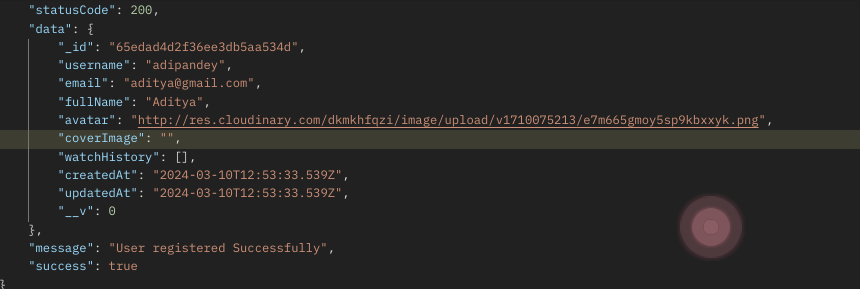 "statusCode": 200,
"data": {
"_id": "65edad4d2f36ee3db5aa534d",
"username": "adipandey",
"email": "aditya@gmail.com",
"fullName": "Aditya",
"avatar": "http://res.cloudinary.com/dkmkhfqzi/image/upload/v1710075213/e7m665gmoy5sp9kbxxyk.png",
"coverImage": "",
"watchHistory": [],
"createdAt": "2024-03-10T12:53:33.539Z",
"updatedAt": "2024-03-10T12:53:33.539Z",
"__v": 0
},
"message": "User registered Successfully",
"success": true
}